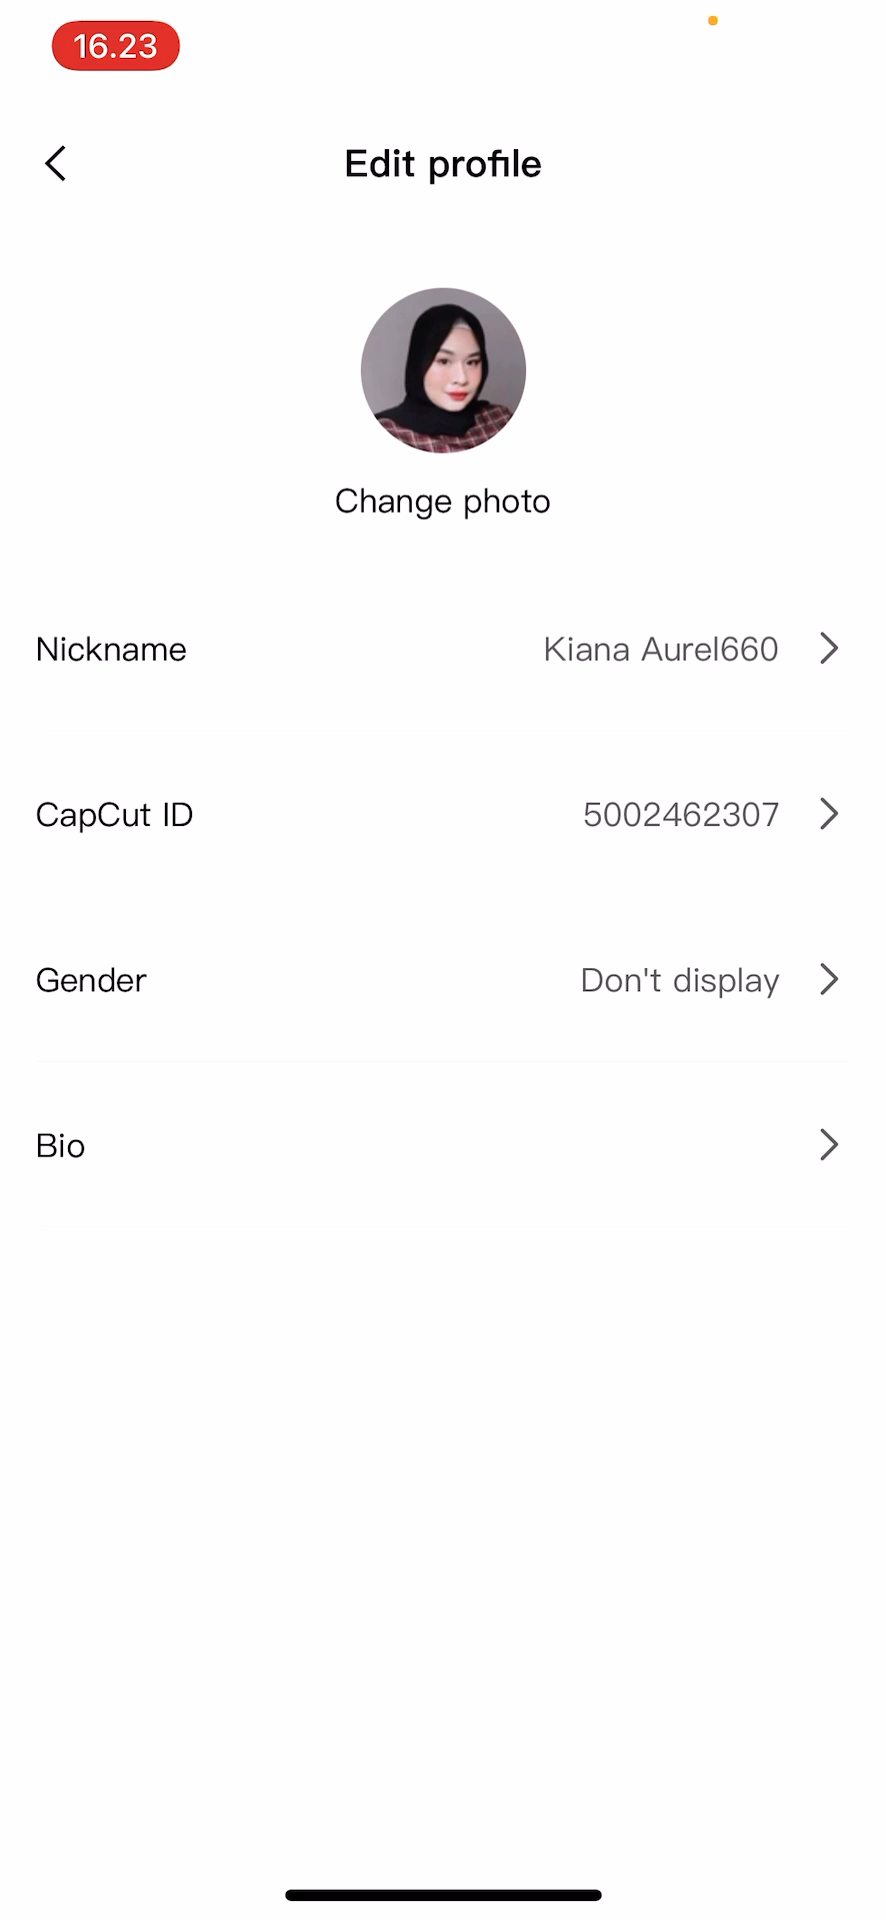 16.23
Edit profile
Change photo
Nickname Kiana Aurel660
CapCut ID 5002462307
Gender Don't display
Bio